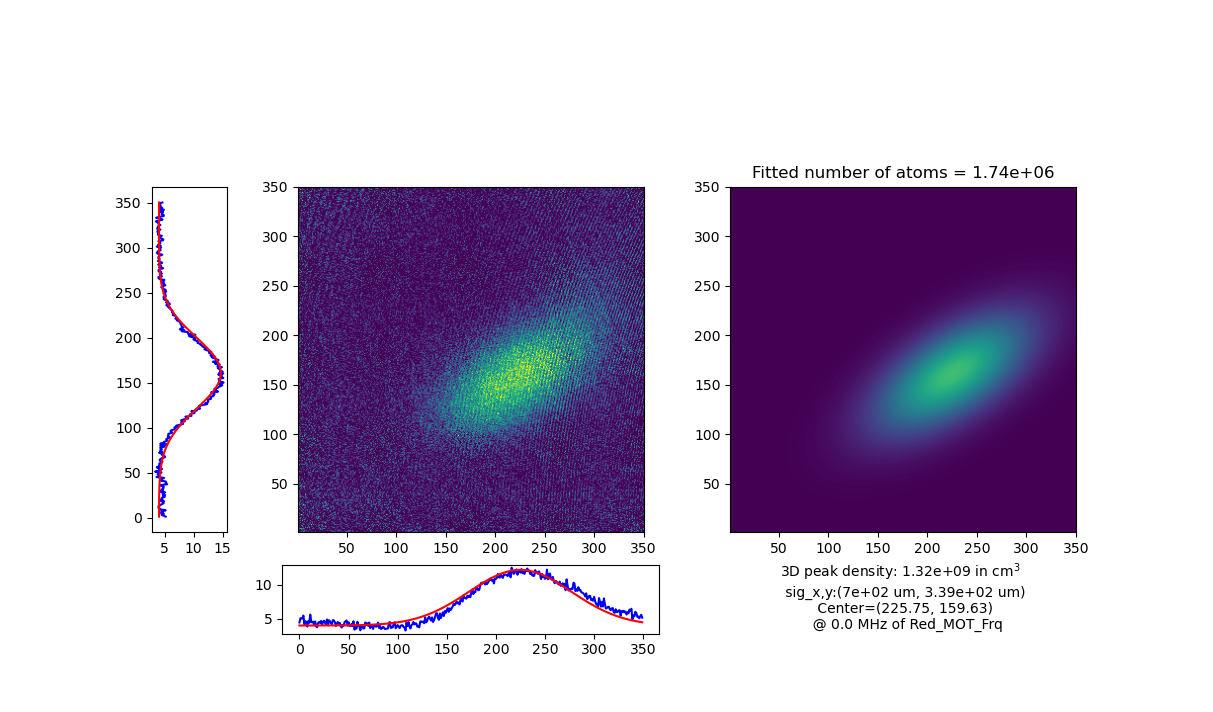 Fitted number of atoms = 1.74e+06
350
300
250
200
150
100
50
0
5 10 15
350
300
250
200
150
100
50
50 100 150 200 250 300 350
350
300
250
200
150
100
50
50 100 150 200 250 300 350
10
5
0 50 100 150 200 250 300 350
3D peak density: 1.32e+09 in cm³
sig_x,y:(7e+02 um, 3.39e+02 um)
Center=(225.75, 159.63)
@ 0.0 MHz of Red_MOT_Frq